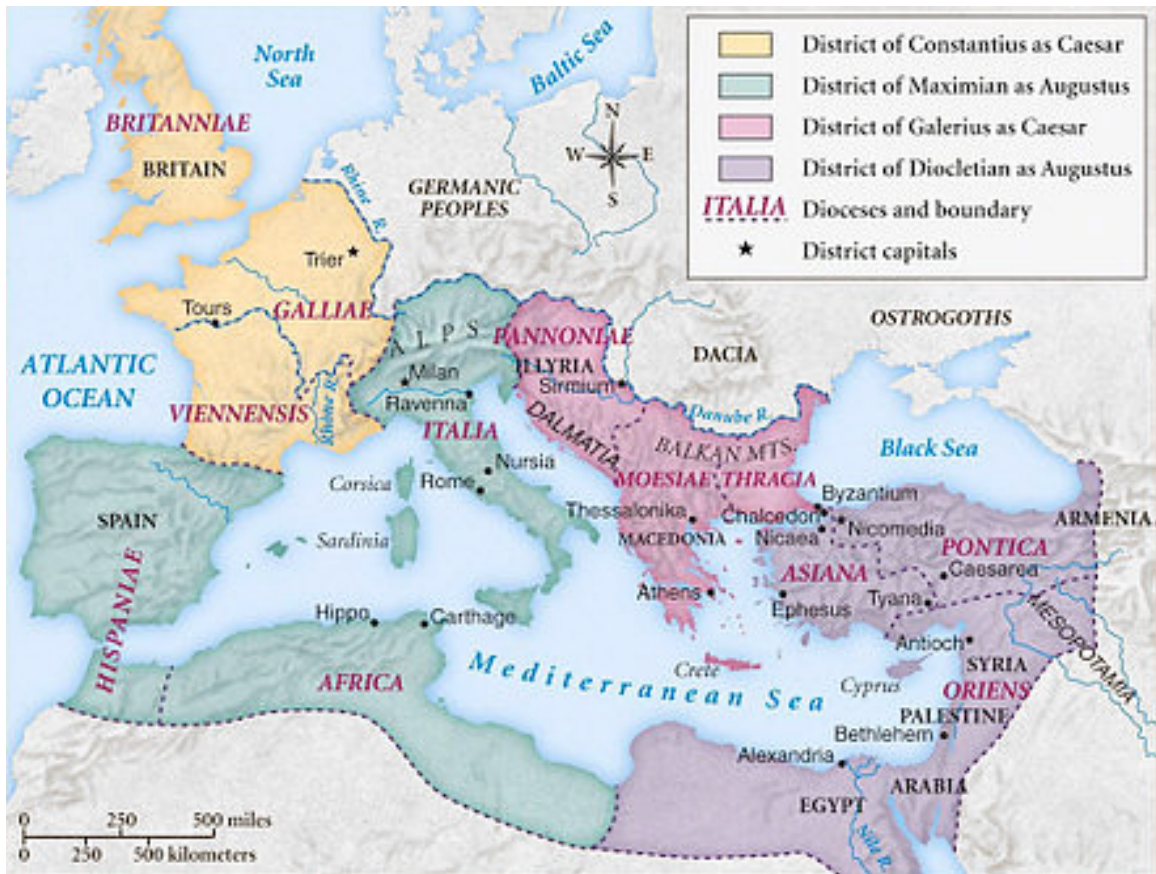 District of Constantius as Caesar
District of Maximian as Augustus
District of Galerius as Caesar
District of Diocletian as Augustus
ITALIA Dioceses and boundary
District capitals
North
Sea
Baltic Sea
N
W E
S
BRITANNIAE
BRITAIN
GERMANIC
PEOPLES
Rhine R.
Trier
Tours
GALLIAE
ATLANTIC
OCEAN
VIENNENSIS
Rhône R.
ALPS
Milan
Ravenna
ITALIA
PANNONIAE
ILLYRIA
Sirmium
DACIA
OSTROGOTHS
DALMATIA
Danube R.
BALKAN MTS.
Black Sea
Nursia
Rome
Corsica
Sardinia
MOESIAE
THRACIA
Byzantium
Thessalonika
Chalcedon
Nicomedia
MACEDONIA
Nicaea
ARMENIA
PONTICA
Caesarea
ASIANA
SPAIN
HISPANIAE
Athens
Ephesus
Tyana
MESOPOTAMIA
Hippo
Carthage
Antioch
SYRIA
Mediterranean Sea
Crete
Cyprus
ORIENS
AFRICA
PALESTINE
Bethlehem
Alexandria
ARABIA
EGYPT
Nile R.
0 250 500 miles
0 250 500 kilometers